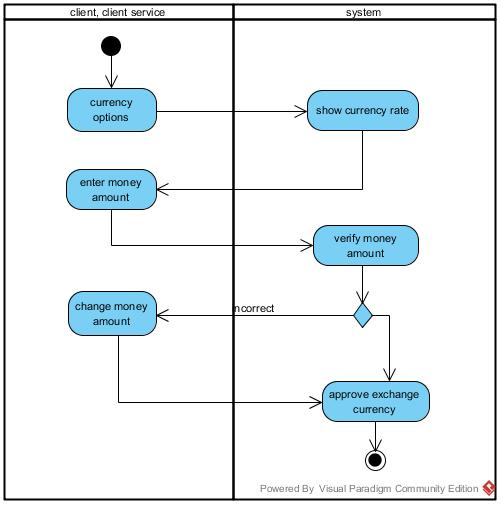 client, client service
system
currency
options
show currency rate
enter money
amount
verify money
amount
ncorrect
change money
amount
approve exchange
currency
Powered By Visual Paradigm Community Edition